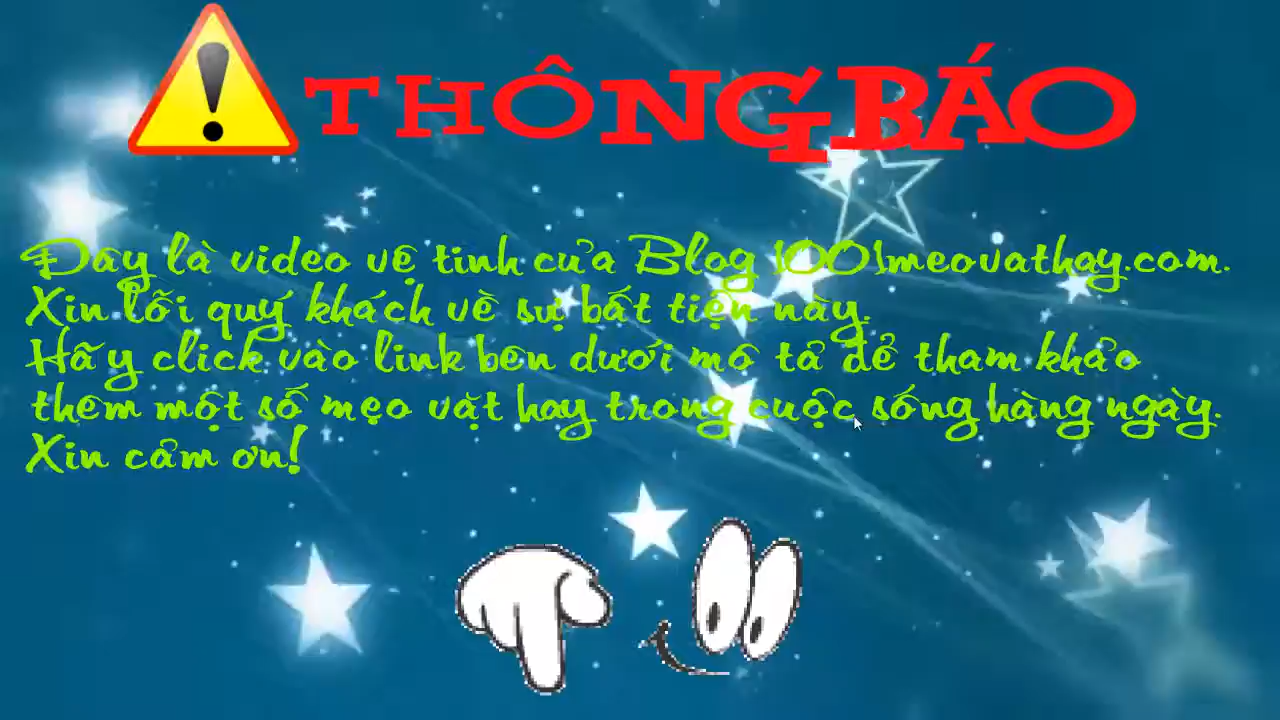 THÔNG BÁO
Đây là video vệ tinh của Blog 1001meovathay.com.
Xin lỗi quý khách về sự bất tiện này.
Hãy click vào link bên dưới mô tả để tham khảo
thêm một số mẹo vặt hay trong cuộc sống hàng ngày.
Xin cảm ơn!